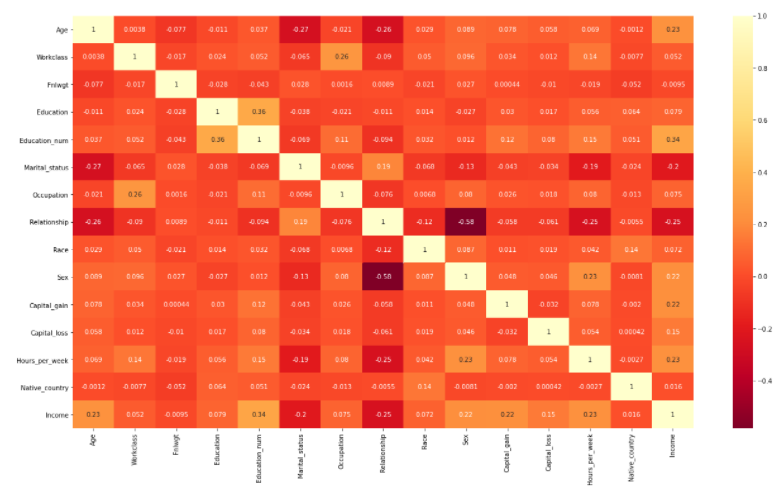 Age 1 0.0038 -0.077 -0.011 0.037 -0.27 -0.021 -0.26 0.029 0.089 0.078 0.058 0.069 -0.0012 0.23
Workclass 0.0038 1 -0.017 0.024 0.052 -0.065 0.26 -0.09 0.05 0.096 0.034 0.012 0.14 -0.0077 0.052
Fnlwgt -0.077 -0.017 1 -0.028 -0.043 0.028 0.0016 0.0089 -0.021 0.027 0.00044 -0.01 -0.019 -0.052 -0.0095
Education -0.011 0.024 -0.028 1 0.36 -0.038 -0.021 -0.011 0.014 -0.027 0.03 0.017 0.056 0.064 0.079
Education_num 0.037 0.052 -0.043 0.36 1 -0.069 0.11 -0.094 0.032 0.012 0.12 0.08 0.15 0.051 0.34
Marital_status -0.27 -0.065 0.028 -0.038 -0.069 1 -0.0096 0.19 -0.068 -0.13 -0.043 -0.034 -0.19 -0.024 -0.2
Occupation -0.021 0.26 0.0016 -0.021 0.11 -0.0096 1 -0.076 0.0068 0.08 0.026 0.018 0.08 -0.013 0.075
Relationship -0.26 -0.09 0.0089 -0.011 -0.094 0.19 -0.076 1 -0.12 -0.58 -0.058 -0.061 -0.25 -0.0055 -0.25
Race 0.029 0.05 -0.021 0.014 0.032 -0.068 0.0068 -0.12 1 0.087 0.011 0.019 0.042 0.14 0.072
Sex 0.089 0.096 0.027 -0.027 0.012 -0.13 0.08 -0.58 0.087 1 0.048 0.046 0.23 -0.0081 0.22
Capital_gain 0.078 0.034 0.00044 0.03 0.12 -0.043 0.026 -0.058 0.011 0.048 1 -0.032 0.078 -0.002 0.22
Capital_loss 0.058 0.012 -0.01 0.017 0.08 -0.034 0.018 -0.061 0.019 0.046 -0.032 1 0.054 0.00042 0.15
Hours_per_week 0.069 0.14 -0.019 0.056 0.15 -0.19 0.08 -0.25 0.042 0.23 0.078 0.054 1 -0.0027 0.23
Native_country -0.0012 -0.0077 -0.052 0.064 0.051 -0.024 -0.013 -0.0055 0.14 -0.0081 -0.002 0.00042 -0.0027 1 0.016
Income 0.23 0.052 -0.0095 0.079 0.34 -0.2 0.075 -0.25 0.072 0.22 0.22 0.15 0.23 0.016 1
Age Workclass Fnlwgt Education Education_num Marital_status Occupation Relationship Race Sex Capital_gain Capital_loss Hours_per_week Native_country Income
1.0
0.8
0.6
0.4
0.2
0.0
-0.2
-0.4